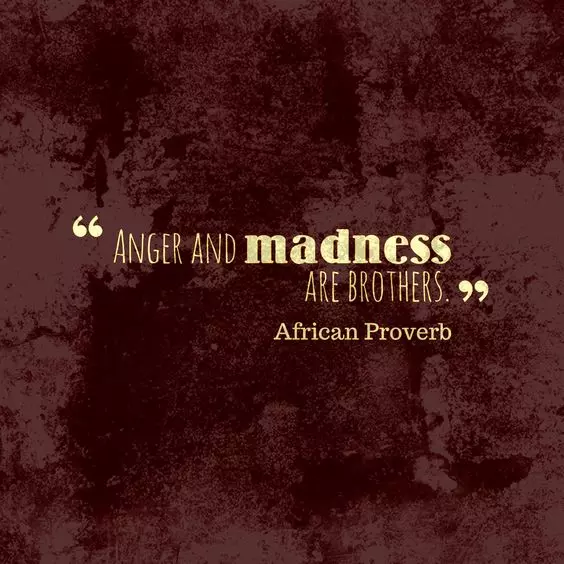 “ Anger and madness
are brothers. ”
African Proverb